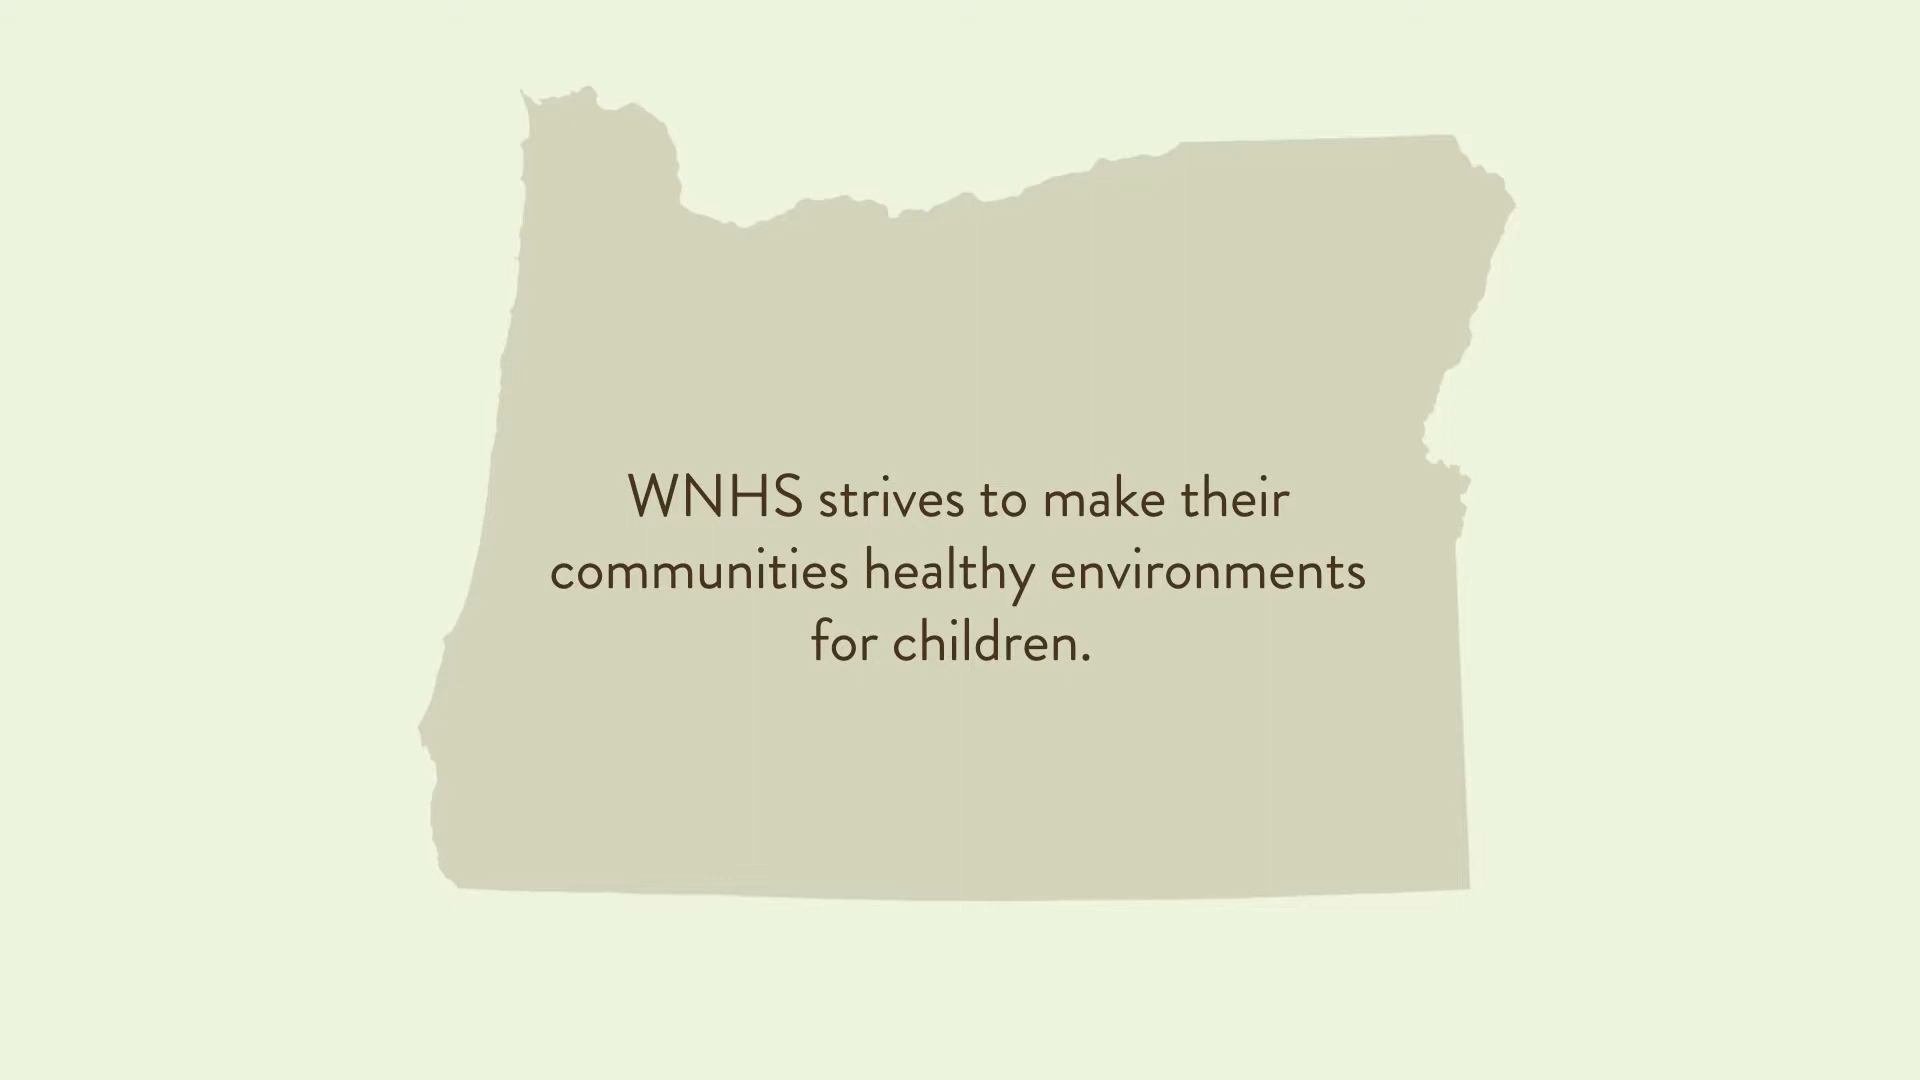 WNHS strives to make their
communities healthy environments
for children.